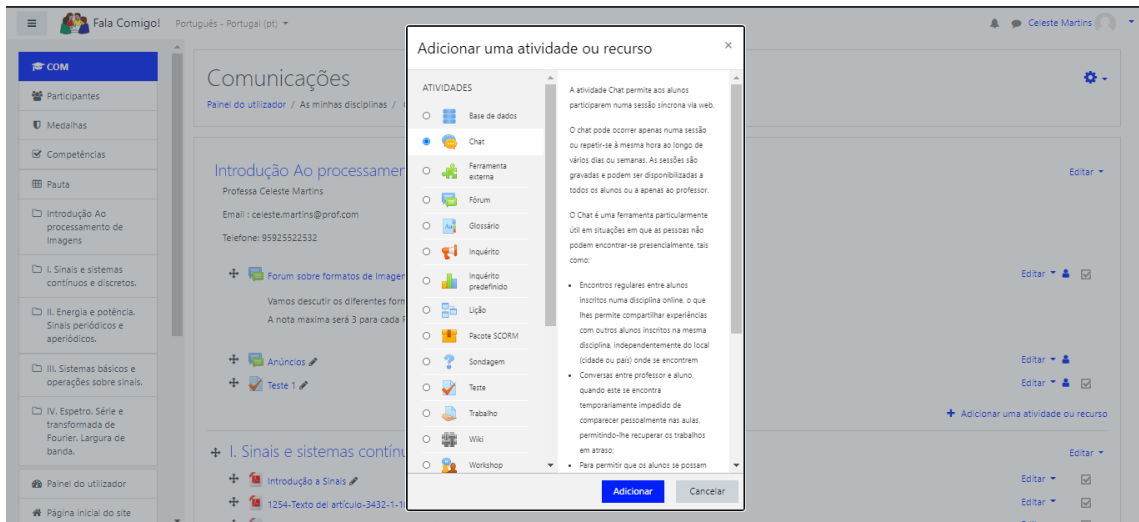 Fala Comigo!
Português - Portugal (pt)
Celeste Martins
COM
Participantes
Medalhas
Competências
Pauta
Introdução Ao
processamento de
Imagens
I. Sinais e sistemas
contínuos e discretos.
II. Energia e potência.
Sinais periódicos e
aperiódicos.
III. Sistemas básicos e
operações sobre sinais.
IV. Espetro. Série e
transformada de
Fourier. Largura de
banda.
Painel do utilizador
Página inicial do site
Comunicações
Painel do utilizador / As minhas disciplinas /
Introdução Ao processamen
Editar
Professa Celeste Martins
Email : celeste.martins@prof.com
Telefone: 95925522532
Forum sobre formatos de Imagen
Editar
Vamos descutir os diferentes form
A nota maxima será 3 para cada
Anúncios
Editar
Teste 1
Editar
Adicionar uma atividade ou recurso
I. Sinais e sistemas contínu
Editar
Introdução a Sinais
Editar
1254-Texto del artículo-3432-1-1
Editar
Adicionar uma atividade ou recurso
×
ATIVIDADES
Base de dados
Chat
Ferramenta
externa
Fórum
Glossário
Inquérito
Inquérito
predefinido
Lição
Pacote SCORM
Sondagem
Teste
Trabalho
Wiki
Workshop
A atividade Chat permite aos alunos
participarem numa sessão síncrona via web.
O chat pode ocorrer apenas numa sessão
ou repetir-se à mesma hora ao longo de
vários dias ou semanas. As sessões são
gravadas e podem ser disponibilizadas a
todos os alunos ou a apenas ao professor.
O Chat é uma ferramenta particularmente
útil em situações em que as pessoas não
podem encontrar-se presencialmente, tais
como:
Encontros regulares entre alunos
inscritos numa disciplina online, o que
lhes permite compartilhar experiências
com outros alunos inscritos na mesma
disciplina, independentemente do local
(cidade ou país) onde se encontrem
Conversas entre professor e aluno,
quando este se encontra
temporariamente impedido de
comparecer pessoalmente nas aulas,
permitindo-lhe recuperar os trabalhos
em atraso;
Para permitir que os alunos se possam
Adicionar
Cancelar